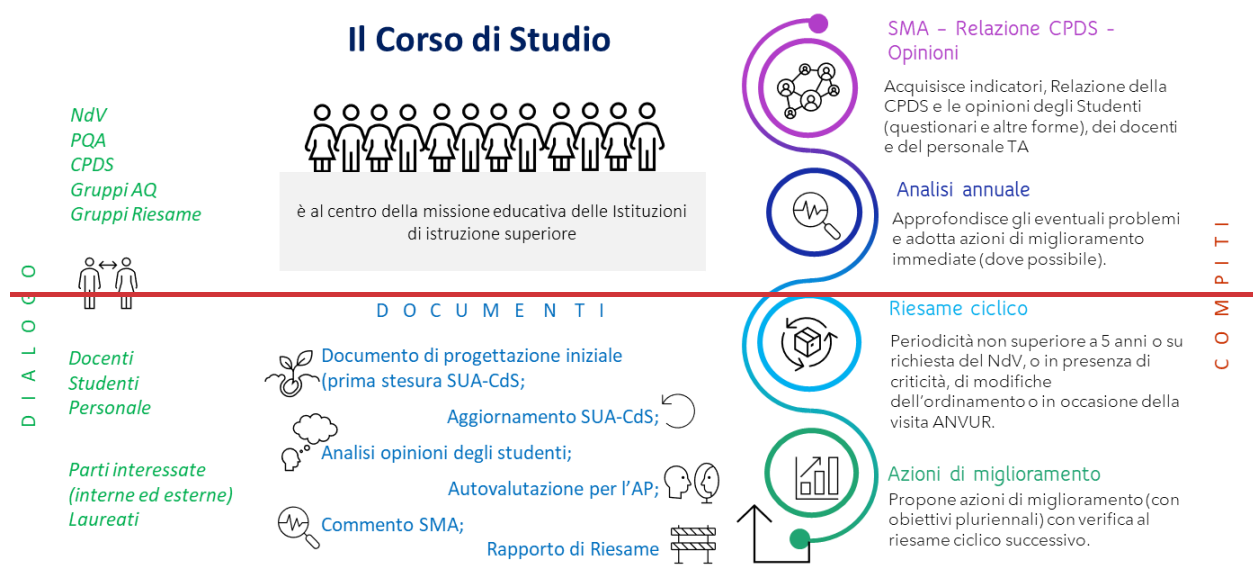 Il Corso di Studio
è al centro della missione educativa delle Istituzioni
di istruzione superiore
DIALOGO
NdV
PQA
CPDS
Gruppi AQ
Gruppi Riesame
Docenti
Studenti
Personale
Parti interessate
(interne ed esterne)
Laureati
DOCUMENTI
Documento di progettazione iniziale
(prima stesura SUA-CdS;
Aggiornamento SUA-CdS;
Analisi opinioni degli studenti;
Autovalutazione per l'AP;
Commento SMA;
Rapporto di Riesame
SMA – Relazione CPDS -
Opinioni
Acquisisce indicatori, Relazione della
CPDS e le opinioni degli Studenti
(questionari e altre forme), dei docenti
e del personale TA
Analisi annuale
Approfondisce gli eventuali problemi
e adotta azioni di miglioramento
immediate (dove possibile).
Riesame ciclico
Periodicità non superiore a 5 anni o su
richiesta del NdV, o in presenza di
criticità, di modifiche
dell'ordinamento o in occasione della
visita ANVUR.
Azioni di miglioramento
Propone azioni di miglioramento (con
obiettivi pluriennali) con verifica al
riesame ciclico successivo.
COMPITI